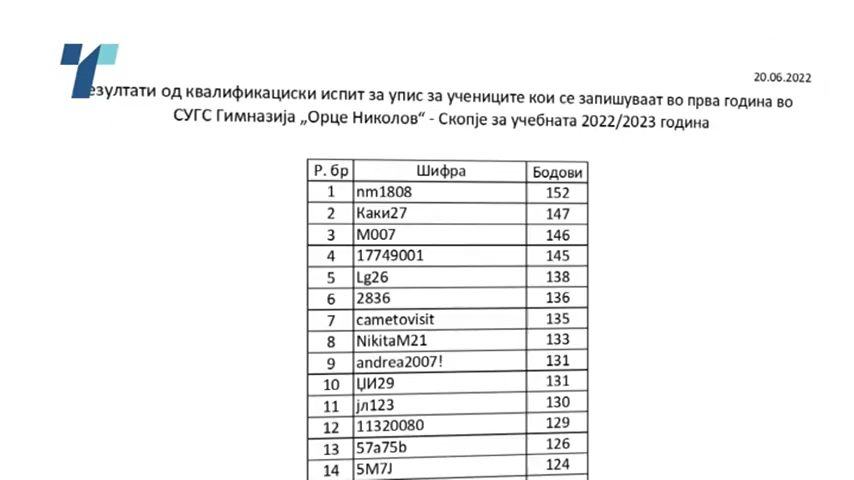 20.06.2022
езултати од квалификациски испит за упис за учениците кои се запишуваат во прва година во
СУГС Гимназија „Орце Николов“ - Скопје за учебната 2022/2023 година
Р. бр Шифра Бодови
1 nm1808 152
2 Каки27 147
3 М007 146
4 17749001 145
5 Lg26 138
6 2836 136
7 cametovisit 135
8 NikitaM21 133
9 andrea2007! 131
10 ЏИ29 131
11 јл123 130
12 11320080 129
13 57a75b 126
14 5M7J 124